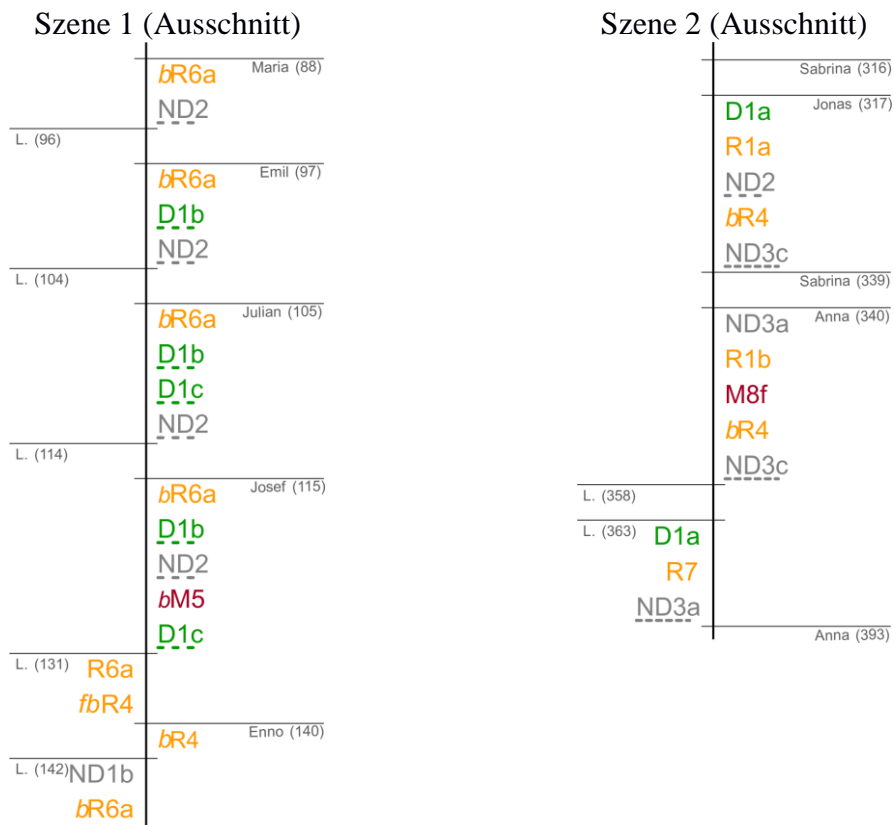 Szene 1 (Ausschnitt)
Maria (88)
bR6a
ND2
L. (96)
Emil (97)
bR6a
D1b
ND2
L. (104)
Julian (105)
bR6a
D1b
D1c
ND2
L. (114)
Josef (115)
bR6a
D1b
ND2
bM5
D1c
L. (131) R6a
fbR4
Enno (140)
bR4
L. (142) ND1b
bR6a
Szene 2 (Ausschnitt)
Sabrina (316)
Jonas (317)
D1a
R1a
ND2
bR4
ND3c
Sabrina (339)
Anna (340)
ND3a
R1b
M8f
bR4
ND3c
L. (358)
L. (363) D1a
R7
ND3a
Anna (393)